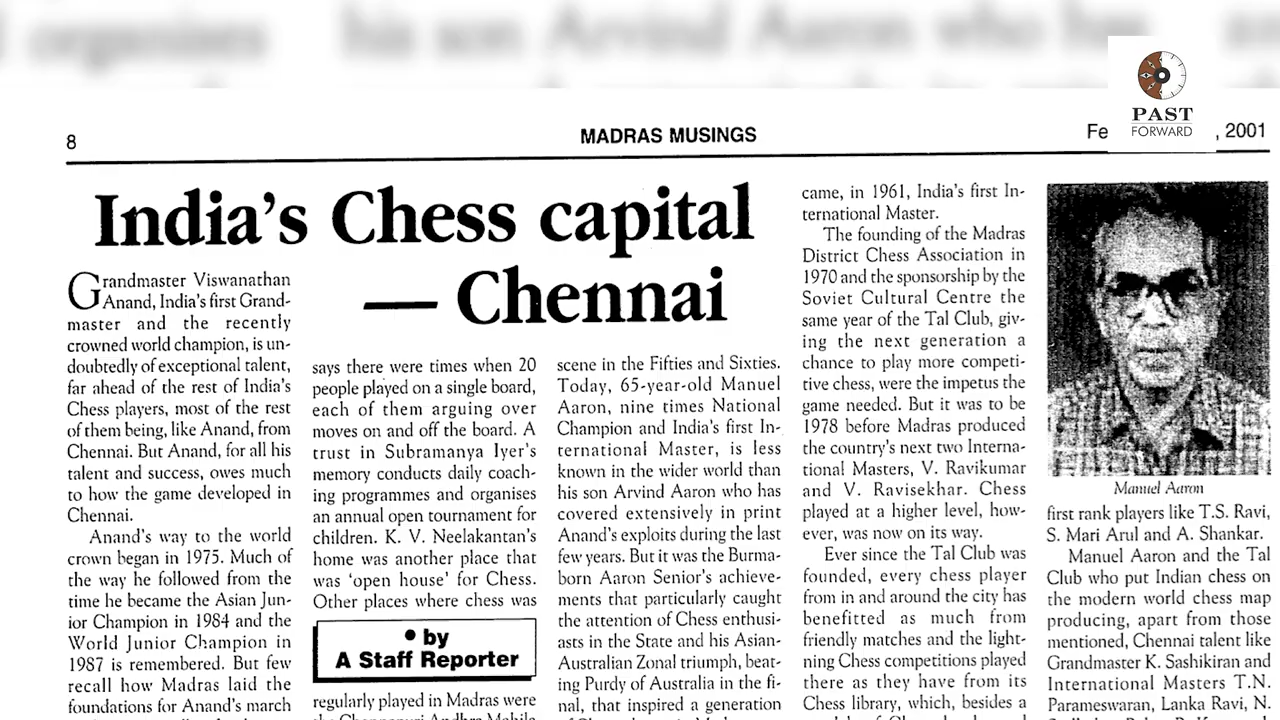 organises his son Arvind Aaron who has
PAST
FORWARD
8
MADRAS MUSINGS
Fe
, 2001
India's Chess capital
— Chennai
Grandmaster Viswanathan
Anand, India's first Grand-
master and the recently
crowned world champion, is un-
doubtedly of exceptional talent,
far ahead of the rest of India's
Chess players, most of the rest
of them being, like Anand, from
Chennai. But Anand, for all his
talent and success, owes much
to how the game developed in
Chennai.
Anand's way to the world
crown began in 1975. Much of
the way he followed from the
time he became the Asian Jun-
ior Champion in 1984 and the
World Junior Champion in
1987 is remembered. But few
recall how Madras laid the
foundations for Anand's march
says there were times when 20
people played on a single board,
each of them arguing over
moves on and off the board. A
trust in Subramanya Iyer's
memory conducts daily coach-
ing programmes and organises
an annual open tournament for
children. K. V. Neelakantan's
home was another place that
was 'open house' for Chess.
Other places where chess was
• by
A Staff Reporter
regularly played in Madras were
scene in the Fifties and Sixties.
Today, 65-year-old Manuel
Aaron, nine times National
Champion and India's first In-
ternational Master, is less
known in the wider world than
his son Arvind Aaron who has
covered extensively in print
Anand's exploits during the last
few years. But it was the Burma-
born Aaron Senior's achieve-
ments that particularly caught
the attention of Chess enthusi-
asts in the State and his Asian-
Australian Zonal triumph, beat-
ing Purdy of Australia in the fi-
nal, that inspired a generation
came, in 1961, India's first In-
ternational Master.
The founding of the Madras
District Chess Association in
1970 and the sponsorship by the
Soviet Cultural Centre the
same year of the Tal Club, giv-
ing the next generation a
chance to play more competi-
tive chess, were the impetus the
game needed. But it was to be
1978 before Madras produced
the country's next two Interna-
tional Masters, V. Ravikumar
and V. Ravisekhar. Chess
played at a higher level, how-
ever, was now on its way.
Ever since the Tal Club was
founded, every chess player
from in and around the city has
benefitted as much from
friendly matches and the light-
ning Chess competitions played
there as they have from its
Chess library, which, besides a
Manuel Aaron
first rank players like T.S. Ravi,
S. Mari Arul and A. Shankar.
Manuel Aaron and the Tal
Club who put Indian chess on
the modern world chess map
producing, apart from those
mentioned, Chennai talent like
Grandmaster K. Sashikiran and
International Masters T.N.
Parameswaran, Lanka Ravi, N.